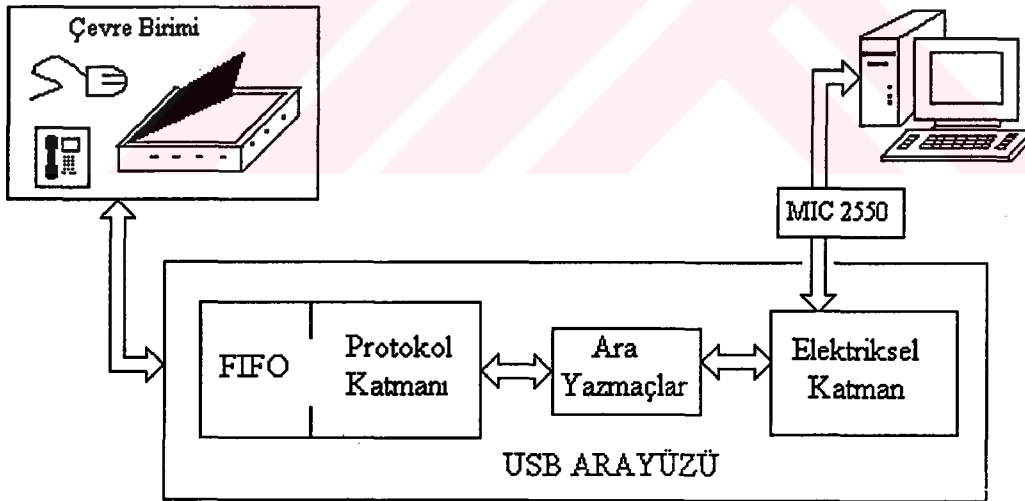 Çevre Birimi
MIC 2550
FIFO
Protokol
Katmanı
Ara
Yazmaçlar
Elektriksel
Katman
USB ARAYÜZÜ